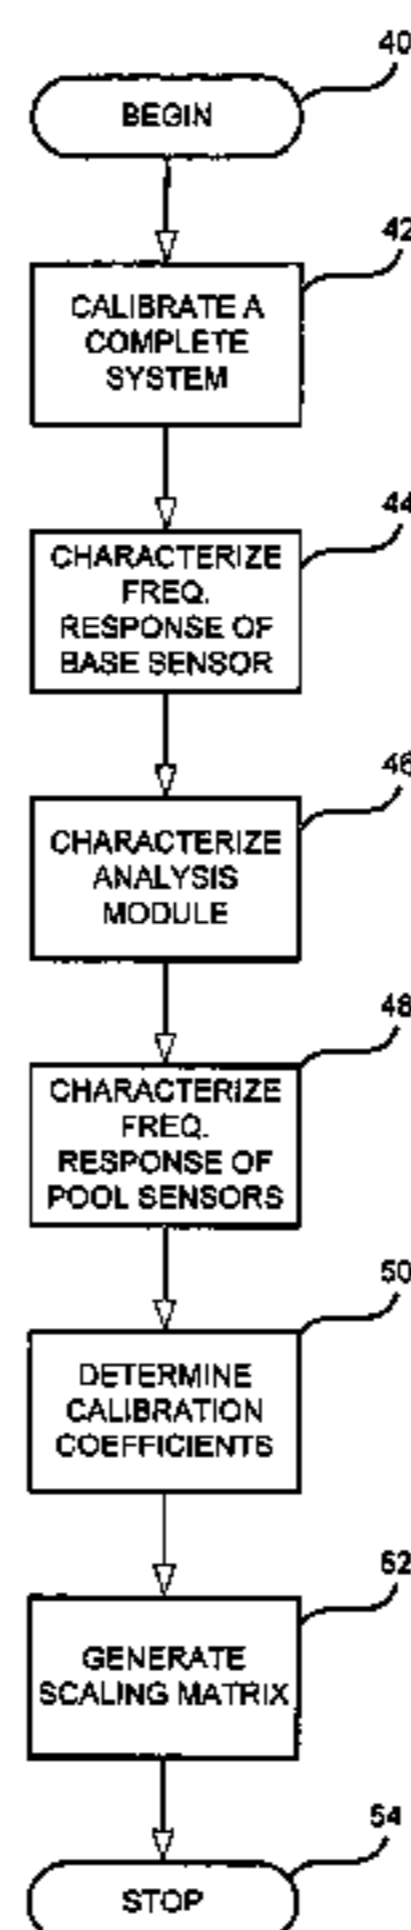 40
BEGIN
42
CALIBRATE A
COMPLETE
SYSTEM
44
CHARACTERIZE
FREQ.
RESPONSE OF
BASE SENSOR
46
CHARACTERIZE
ANALYSIS
MODULE
48
CHARACTERIZE
FREQ.
RESPONSE OF
POOL SENSORS
50
DETERMINE
CALIBRATION
COEFFICIENTS
52
GENERATE
SCALING MATRIX
54
STOP